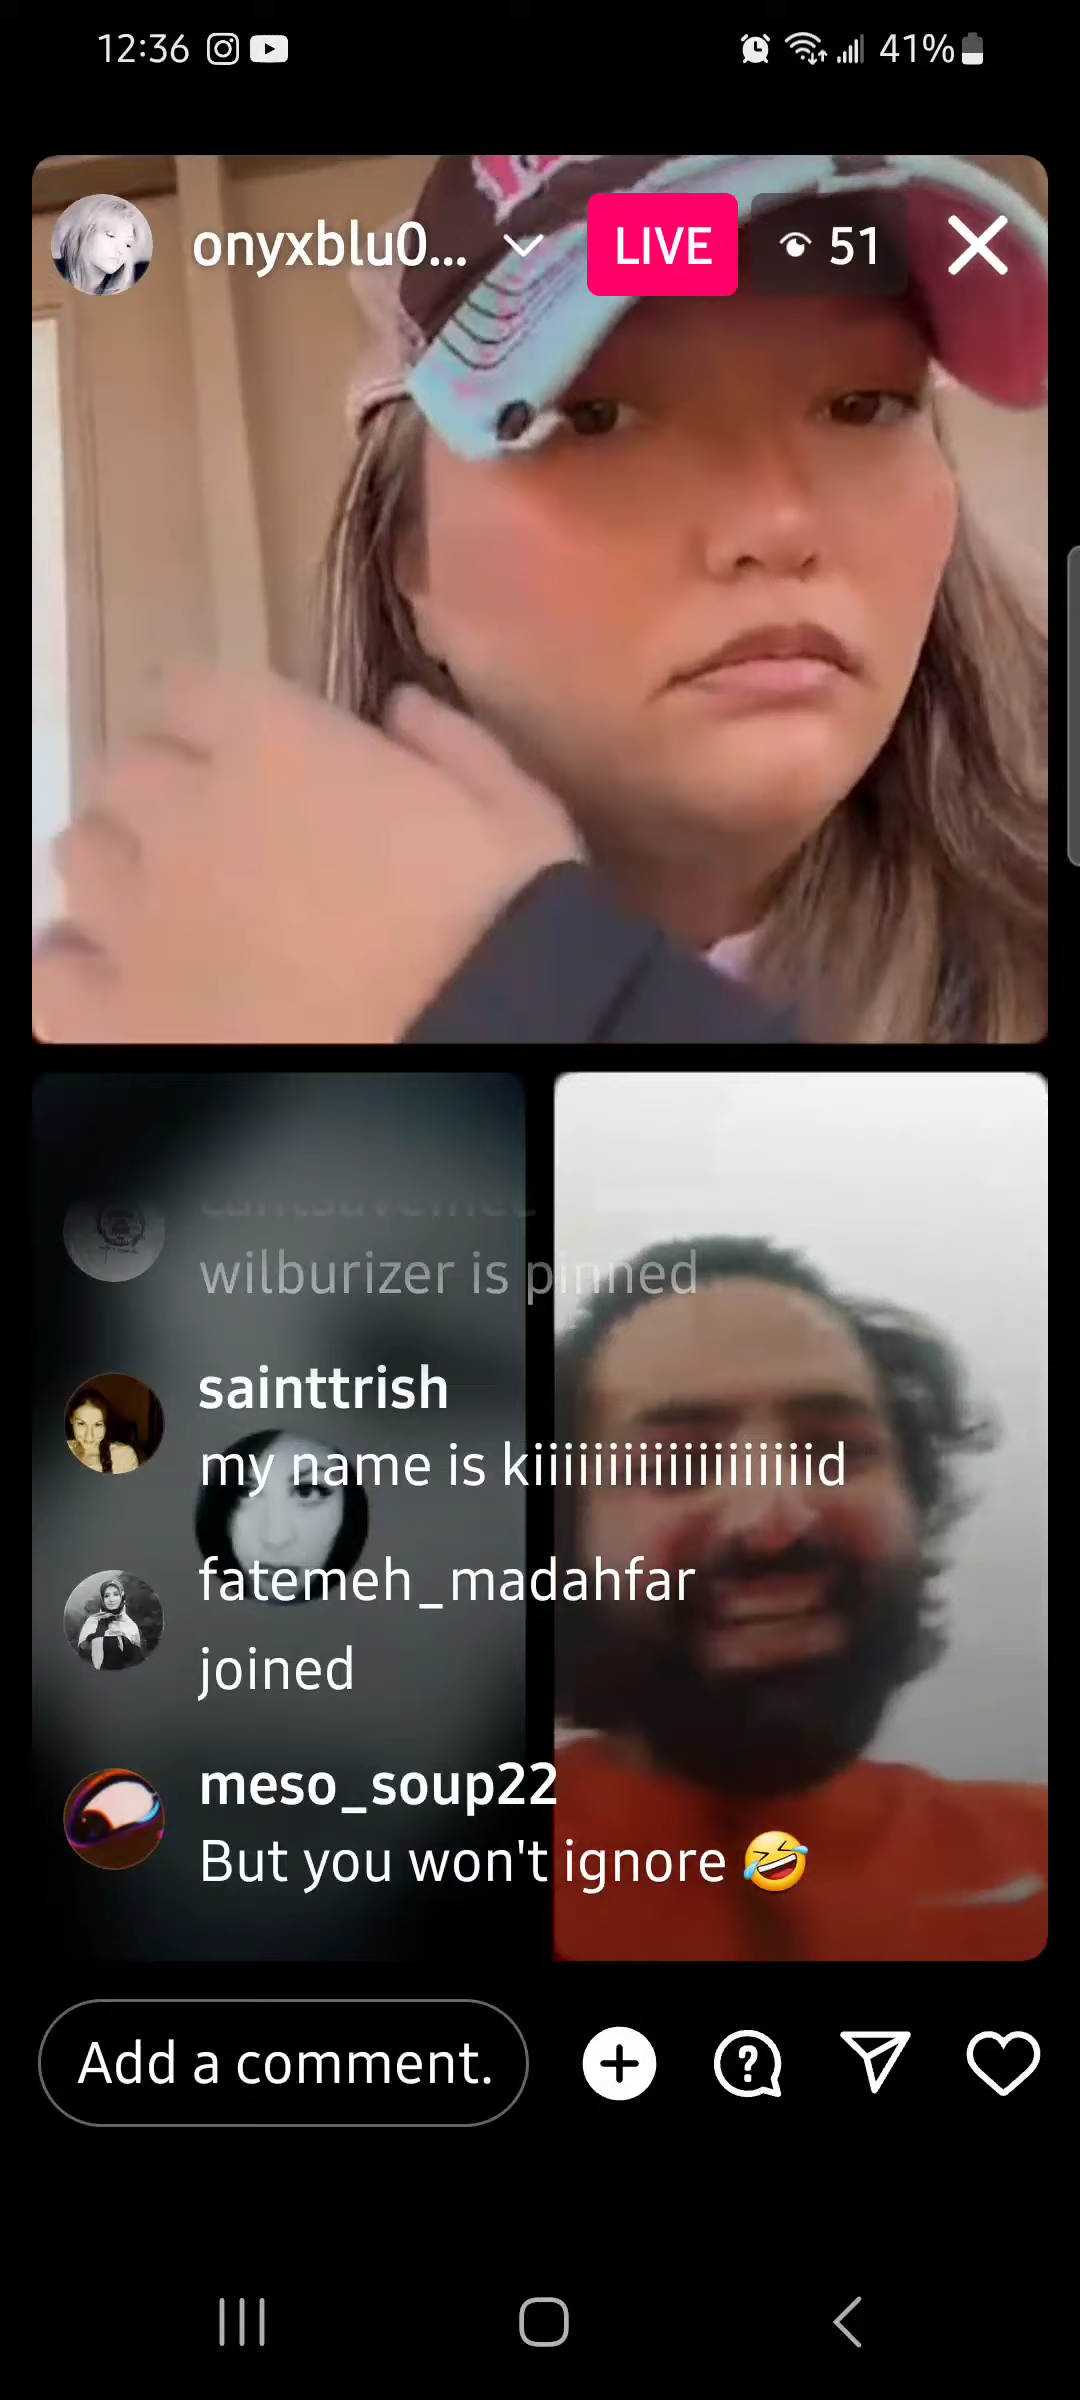 12:36
41%
onyxblu0...
LIVE
51
wilburizer is pinned
sainttrish
my name is kiiiiiiiiiiiiiiiiiiid
fatemeh_madahfar
joined
meso_soup22
But you won't ignore 🤣
Add a comment.